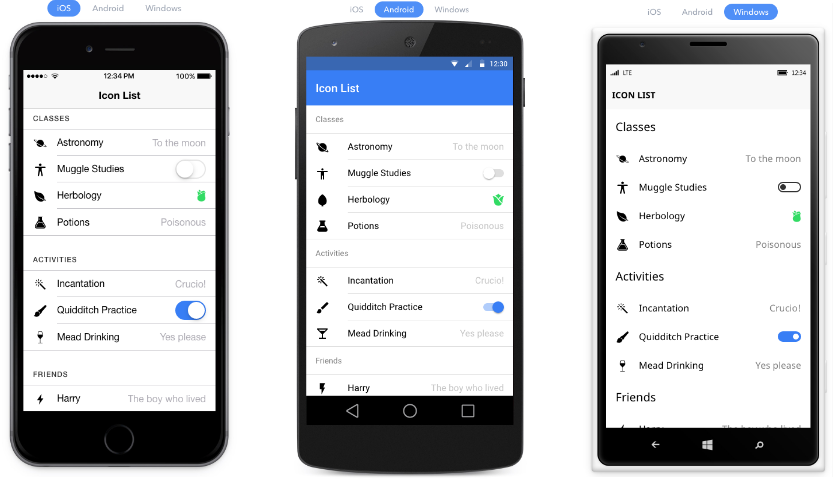 iOS Android Windows
12:34 PM 100%
Icon List
CLASSES
Astronomy To the moon
Muggle Studies
Herbology
Potions Poisonous
ACTIVITIES
Incantation Crucio!
Quidditch Practice
Mead Drinking Yes please
FRIENDS
Harry The boy who lived
iOS Android Windows
12:30
Icon List
Classes
Astronomy To the moon
Muggle Studies
Herbology
Potions Poisonous
Activities
Incantation Crucio!
Quidditch Practice
Mead Drinking Yes please
Friends
Harry The boy who lived
iOS Android Windows
LTE 12:34
ICON LIST
Classes
Astronomy To the moon
Muggle Studies
Herbology
Potions Poisonous
Activities
Incantation Crucio!
Quidditch Practice
Mead Drinking Yes please
Friends